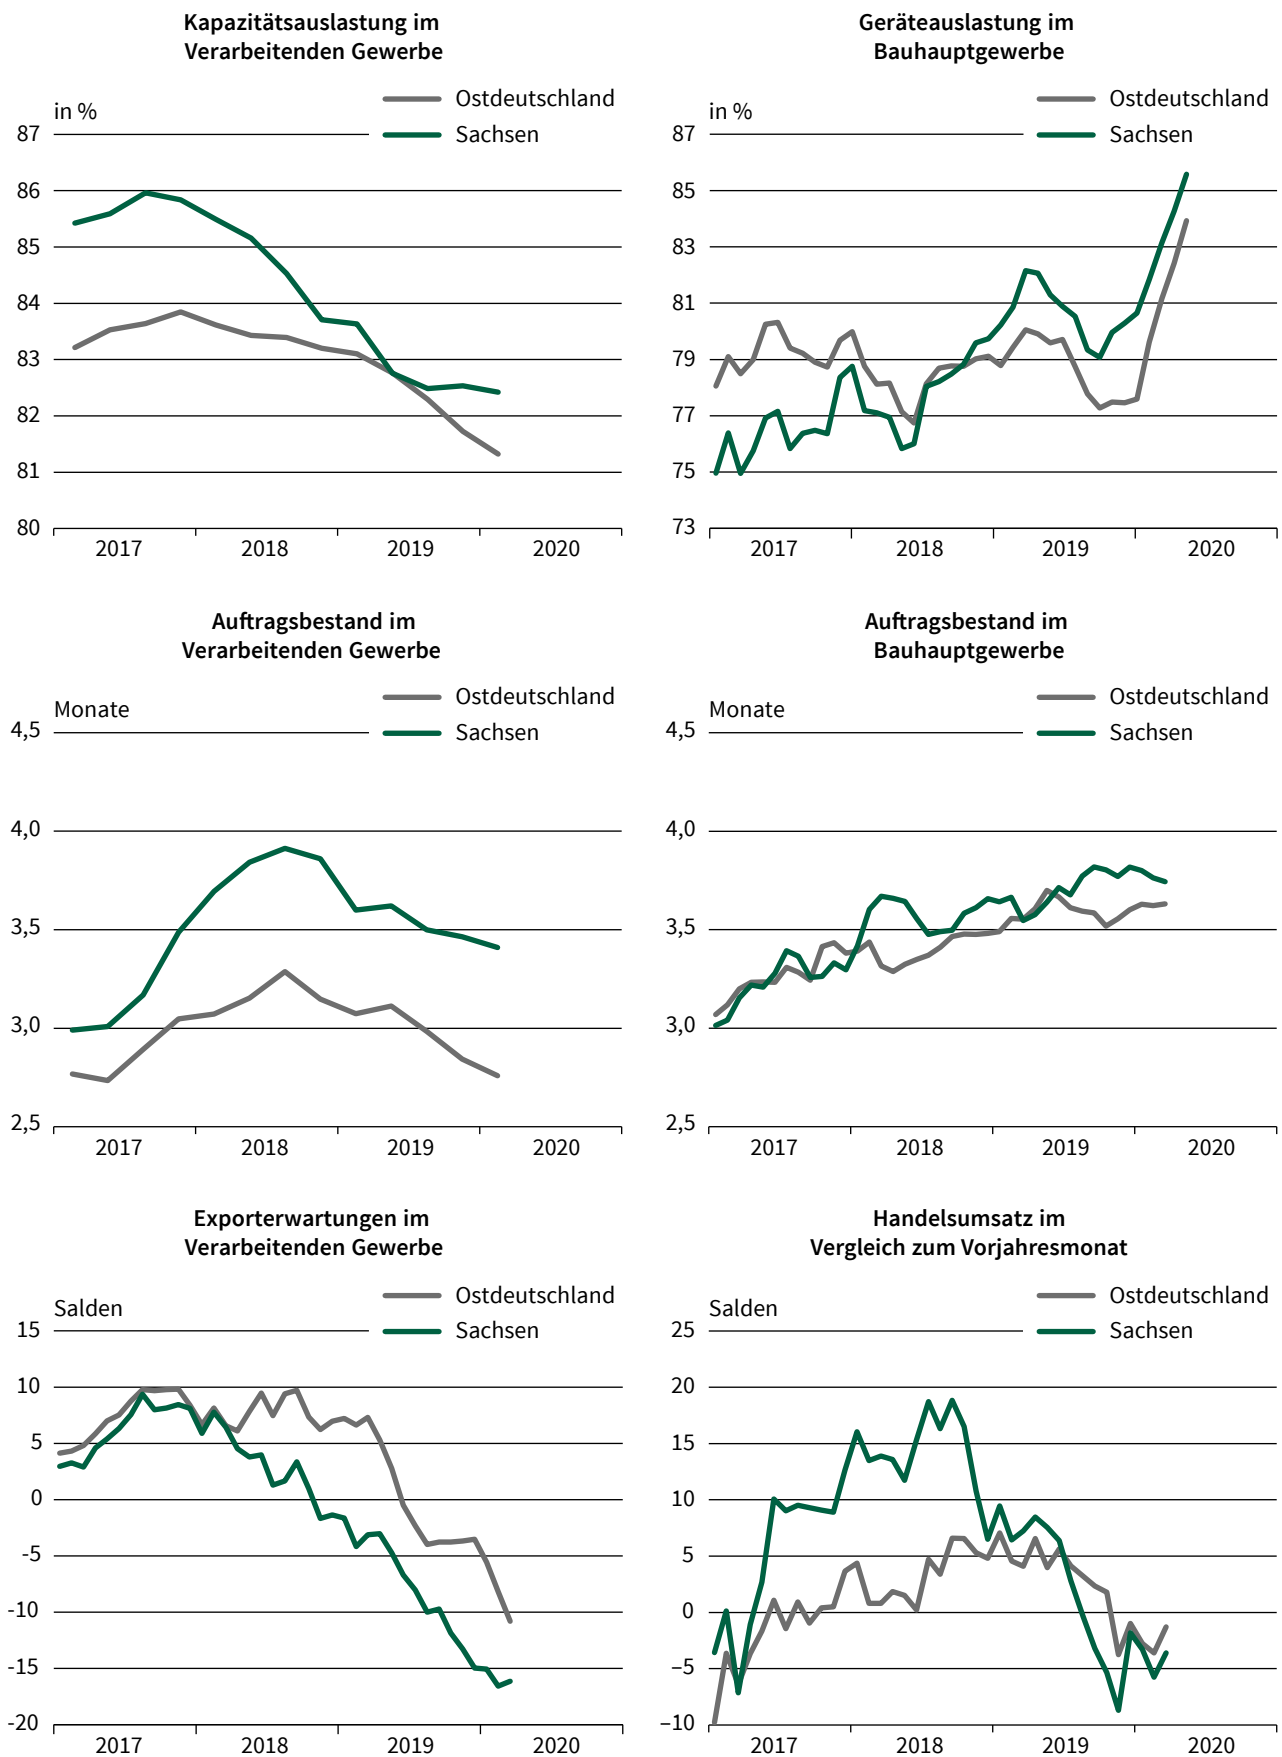 Kapazitätsauslastung im
Verarbeitenden Gewerbe
in %
Ostdeutschland
Sachsen
87
86
85
84
83
82
81
80
2017 2018 2019 2020
Geräteauslastung im
Bauhauptgewerbe
in %
Ostdeutschland
Sachsen
87
85
83
81
79
77
75
73
2017 2018 2019 2020
Auftragsbestand im
Verarbeitenden Gewerbe
Monate
Ostdeutschland
Sachsen
4,5
4,0
3,5
3,0
2,5
2017 2018 2019 2020
Auftragsbestand im
Bauhauptgewerbe
Monate
Ostdeutschland
Sachsen
4,5
4,0
3,5
3,0
2,5
2017 2018 2019 2020
Exporterwartungen im
Verarbeitenden Gewerbe
Salden
Ostdeutschland
Sachsen
15
10
5
0
-5
-10
-15
-20
2017 2018 2019 2020
Handelsumsatz im
Vergleich zum Vorjahresmonat
Salden
Ostdeutschland
Sachsen
25
20
15
10
5
0
–5
–10
2017 2018 2019 2020